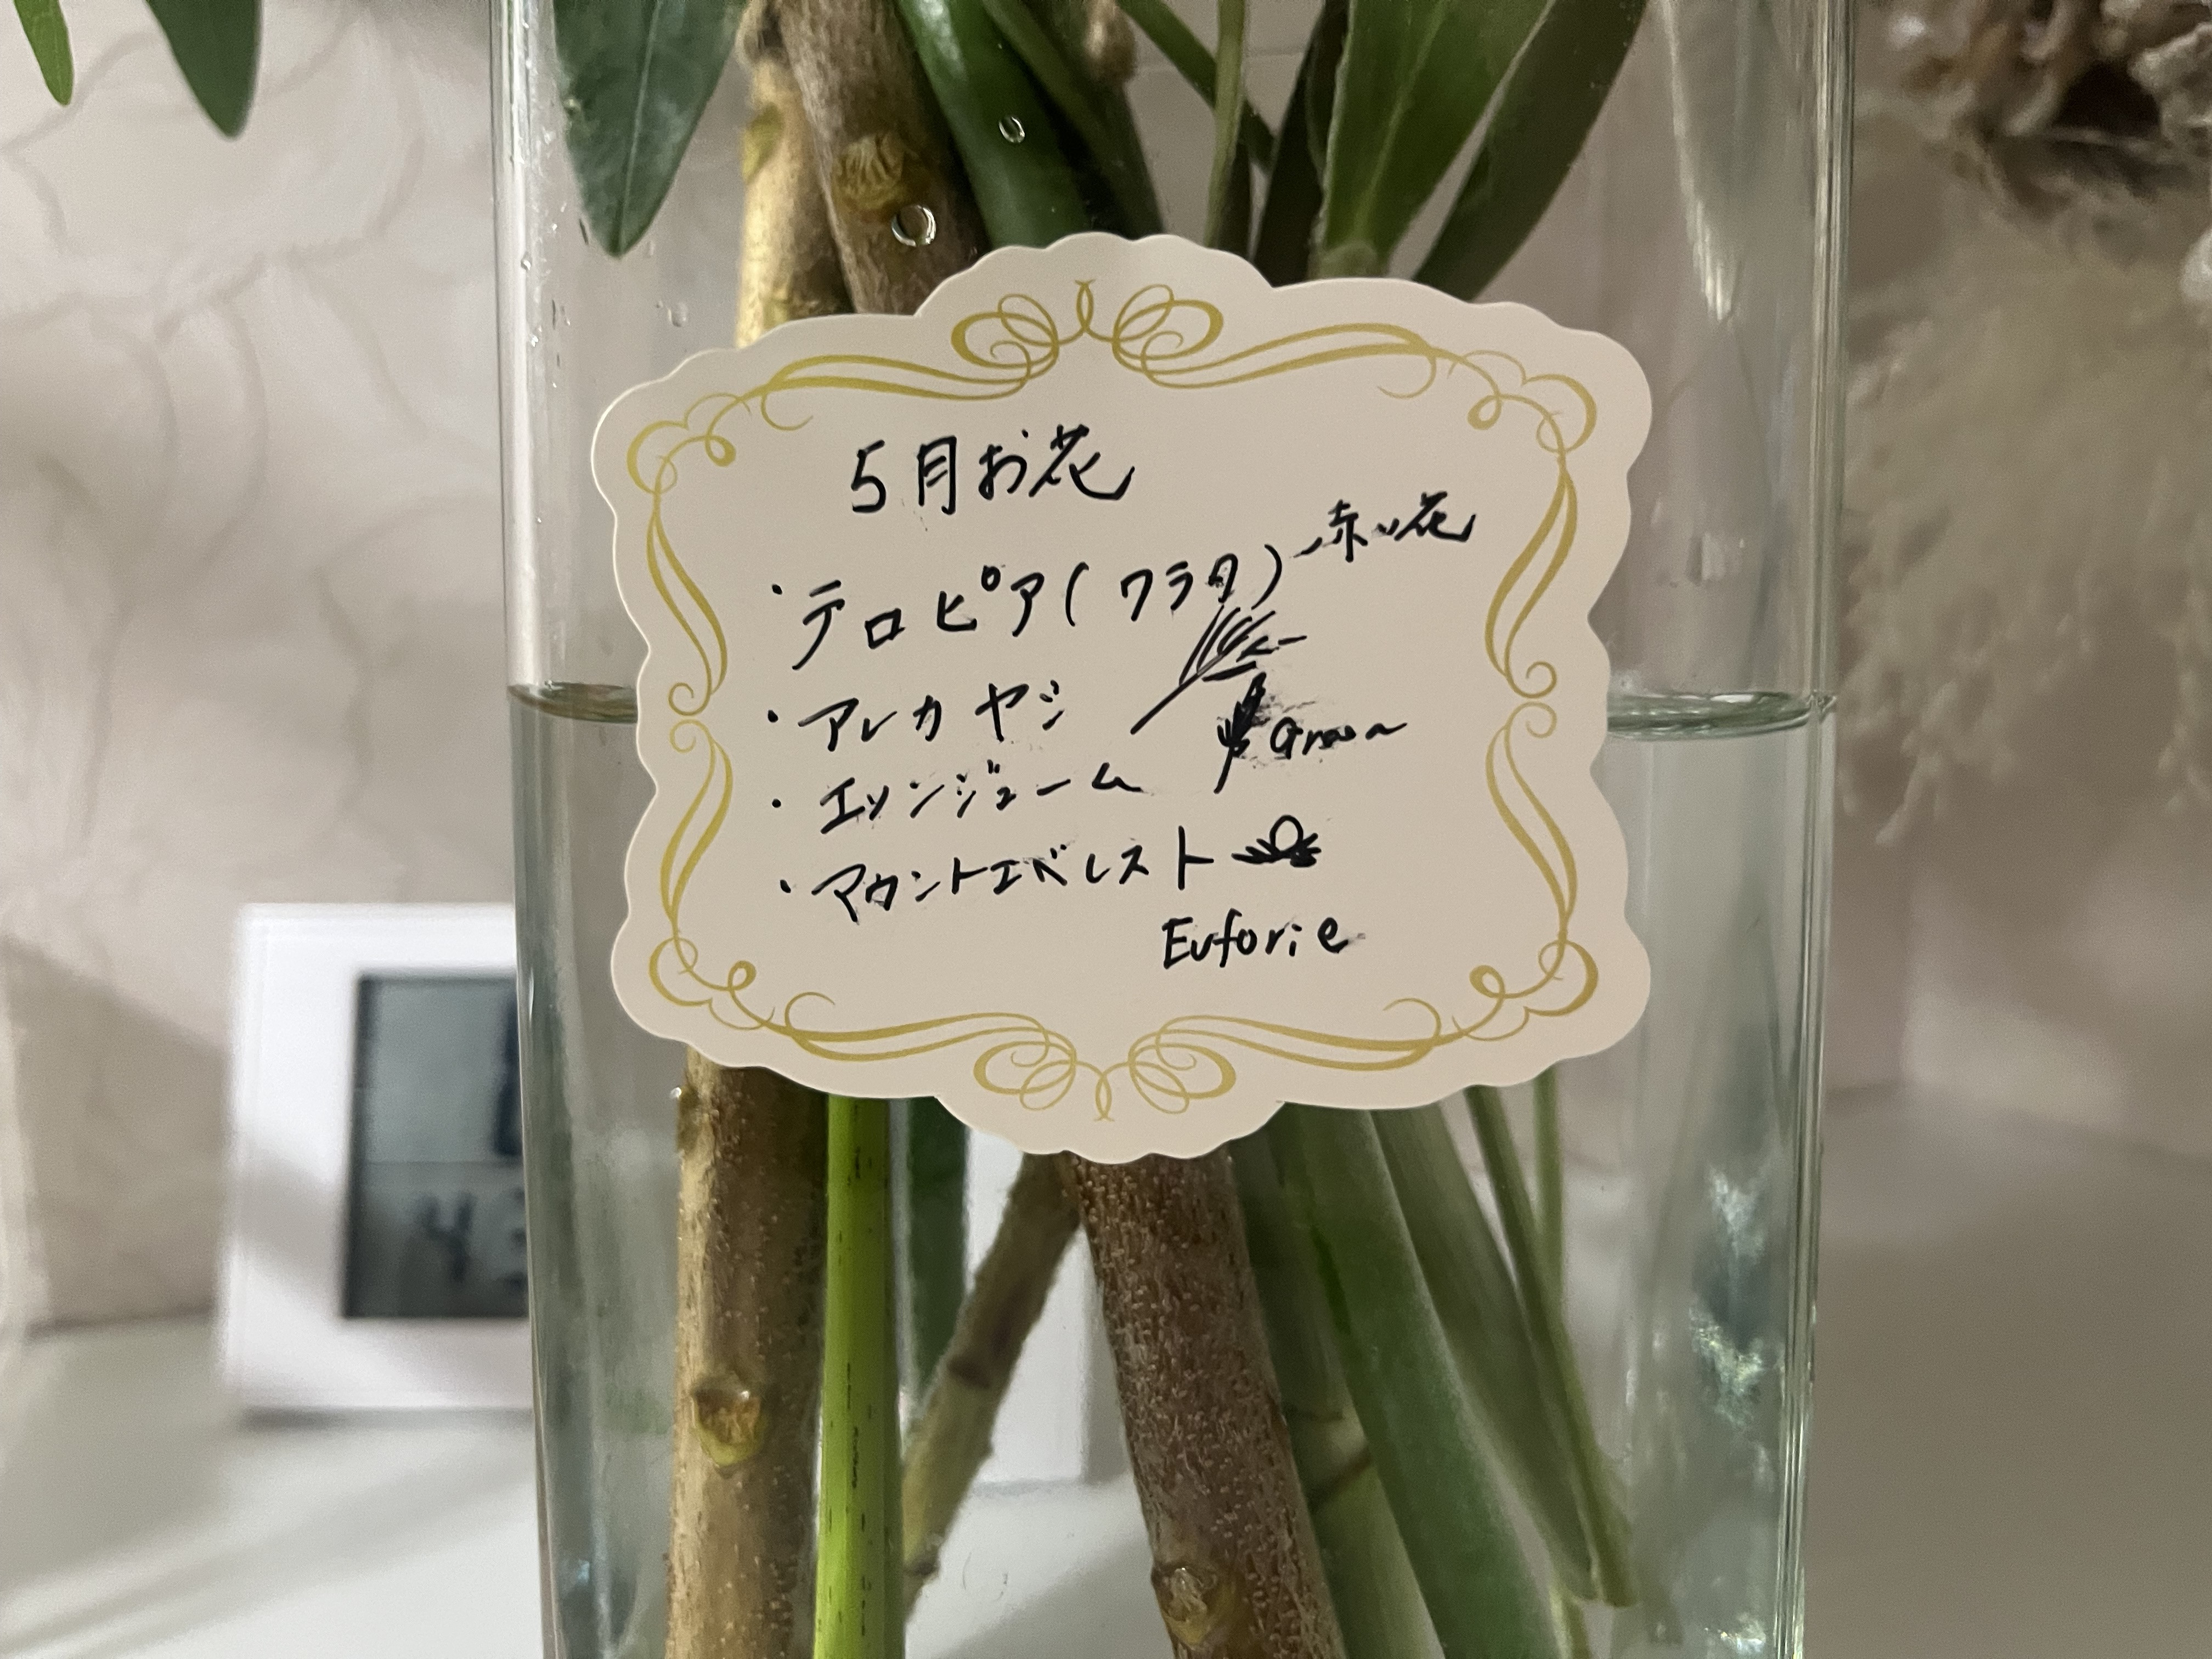 5月お花
・テロピア(ワラタ) 赤い花
・アレカヤシ
・エリンジューム Green
・マウントエベレスト
Euforie